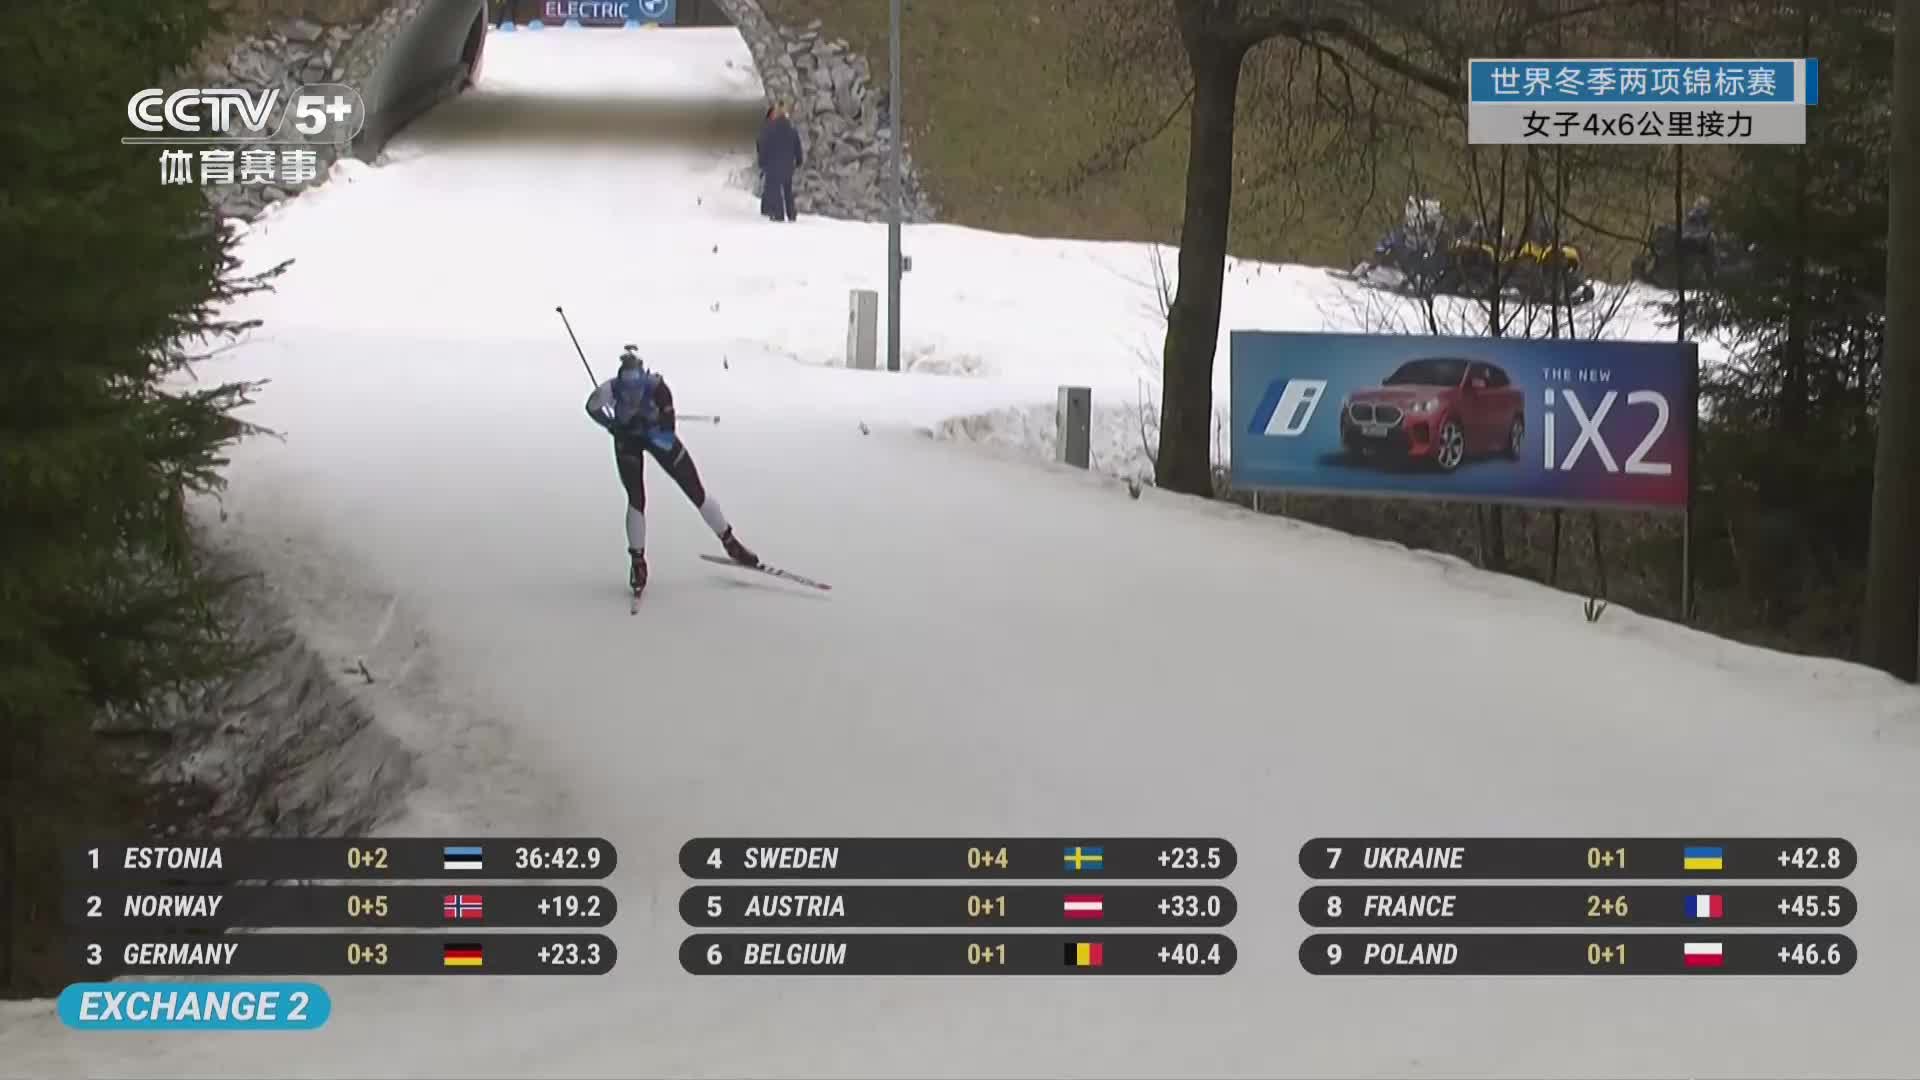 ELECTRIC
CCTV 5+
体育赛事
世界冬季两项锦标赛
女子4x6公里接力
THE NEW
iX2
1 ESTONIA 0+2 36:42.9
2 NORWAY 0+5 +19.2
3 GERMANY 0+3 +23.3
4 SWEDEN 0+4 +23.5
5 AUSTRIA 0+1 +33.0
6 BELGIUM 0+1 +40.4
7 UKRAINE 0+1 +42.8
8 FRANCE 2+6 +45.5
9 POLAND 0+1 +46.6
EXCHANGE 2